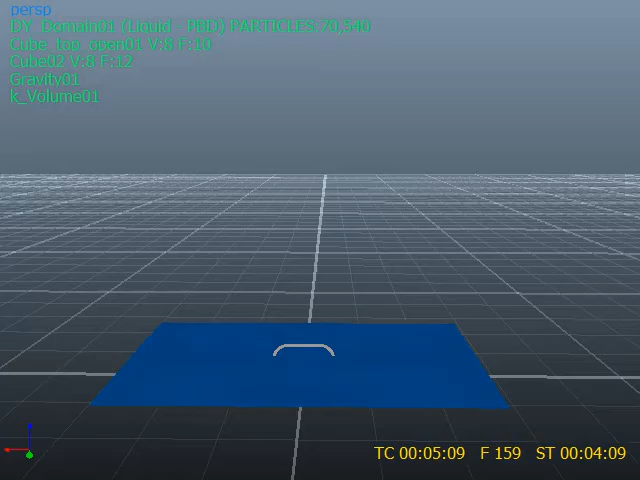 persp
DY_Domain01 (Liquid - PBD) PARTICLES:70,540
Cube_top_open01 V:8 F:10
Cube02 V:8 F:12
Gravity01
k_Volume01
TC 00:05:09 F 159 ST 00:04:09